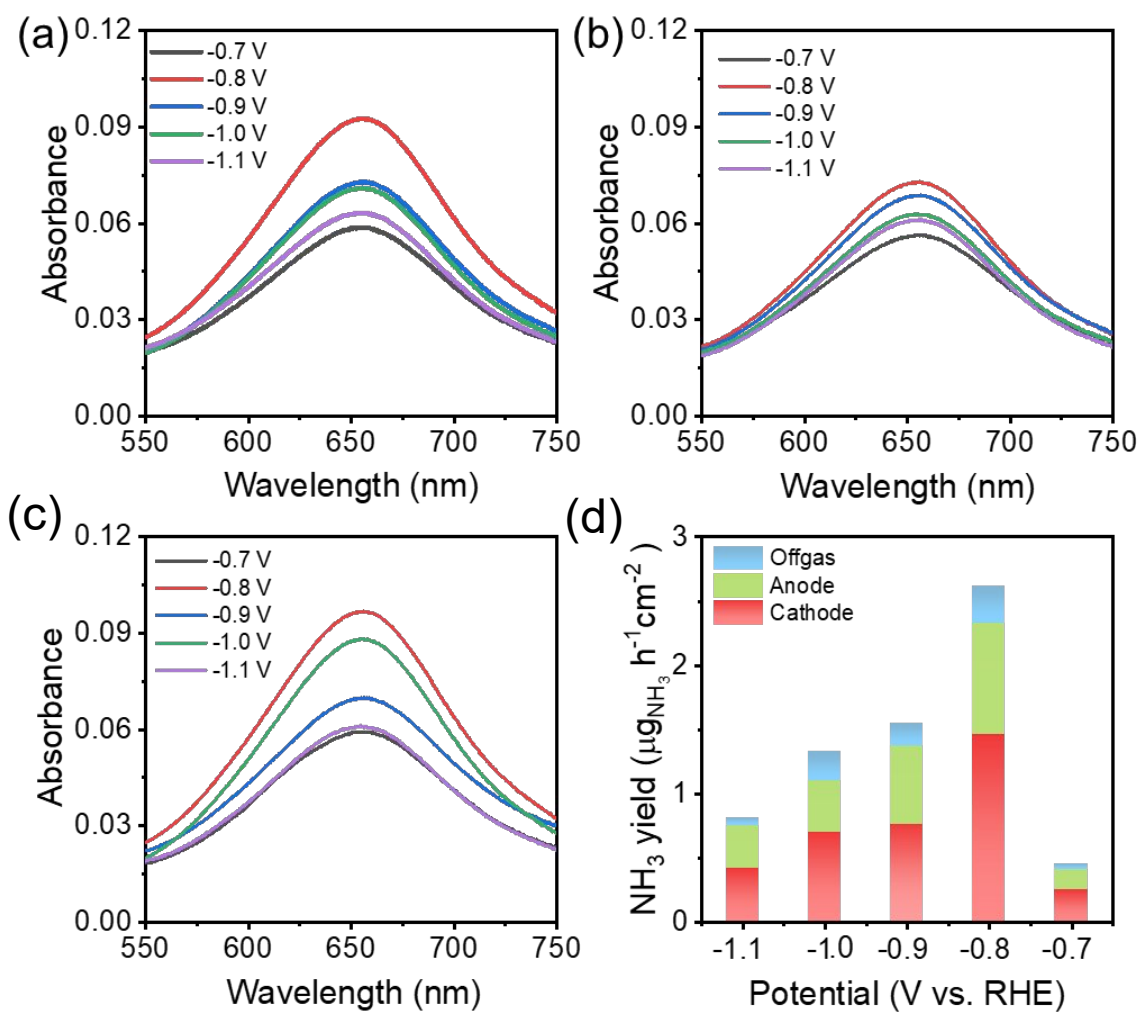 (a)
0.12
0.09
0.06
0.03
0.00
Absorbance
-0.7 V
-0.8 V
-0.9 V
-1.0 V
-1.1 V
550 600 650 700 750
Wavelength (nm)
(b)
0.12
0.09
0.06
0.03
0.00
Absorbance
-0.7 V
-0.8 V
-0.9 V
-1.0 V
-1.1 V
550 600 650 700 750
Wavelength (nm)
(c)
0.12
0.09
0.06
0.03
0.00
Absorbance
-0.7 V
-0.8 V
-0.9 V
-1.0 V
-1.1 V
550 600 650 700 750
Wavelength (nm)
(d)
3
2
1
0
NH₃ yield (μg_NH₃ h⁻¹cm⁻²)
Offgas
Anode
Cathode
-1.1 -1.0 -0.9 -0.8 -0.7
Potential (V vs. RHE)